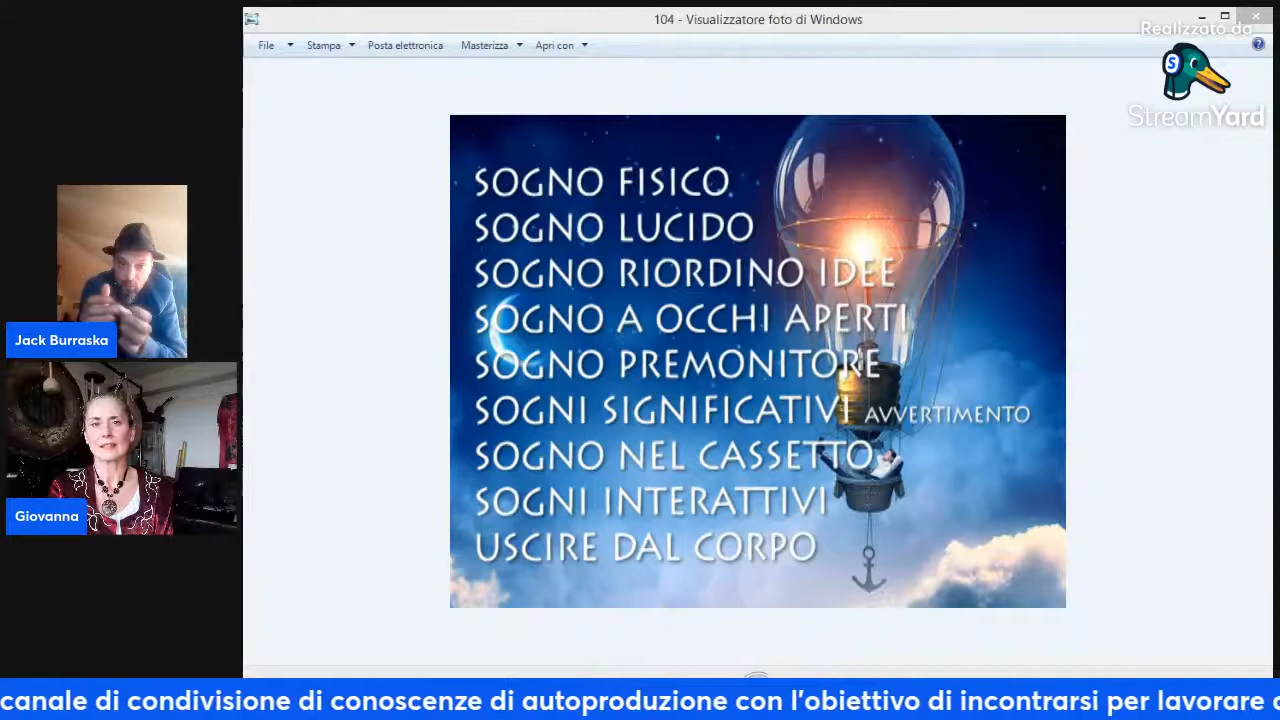 104 - Visualizzatore foto di Windows
File Stampa Posta elettronica Masterizza Apri con
Realizzato da
StreamYard
SOGNO FISICO
SOGNO LUCIDO
SOGNO RIORDINO IDEE
SOGNO A OCCHI APERTI
SOGNO PREMONITORE
SOGNI SIGNIFICATIVI AVVERTIMENTO
SOGNO NEL CASSETTO
SOGNI INTERATTIVI
USCIRE DAL CORPO
Jack Burraska
Giovanna
canale di condivisione di conoscenze di autoproduzione con l'obiettivo di incontrarsi per lavorare